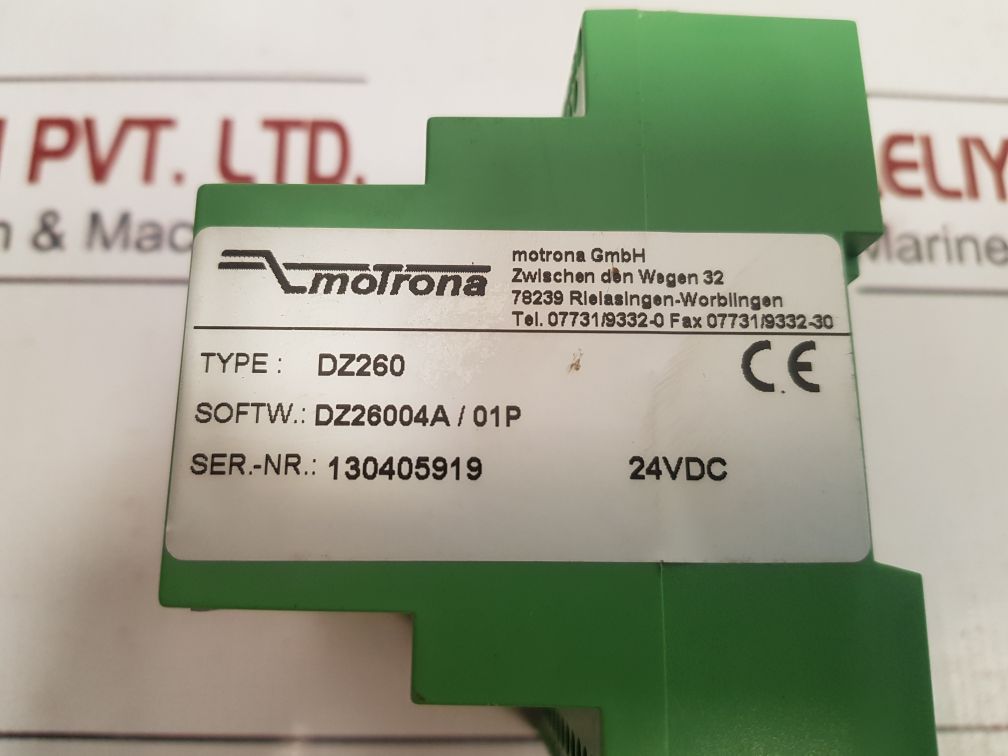 PVT. LTD.
& Mac
ELIY
Marine
moTrona
motrona GmbH
Zwischen den Wegen 32
78239 Rielasingen-Worblingen
Tel. 07731/9332-0 Fax 07731/9332-30
TYPE : DZ260
CE
SOFTW.: DZ26004A / 01P
SER.-NR.: 130405919 24VDC